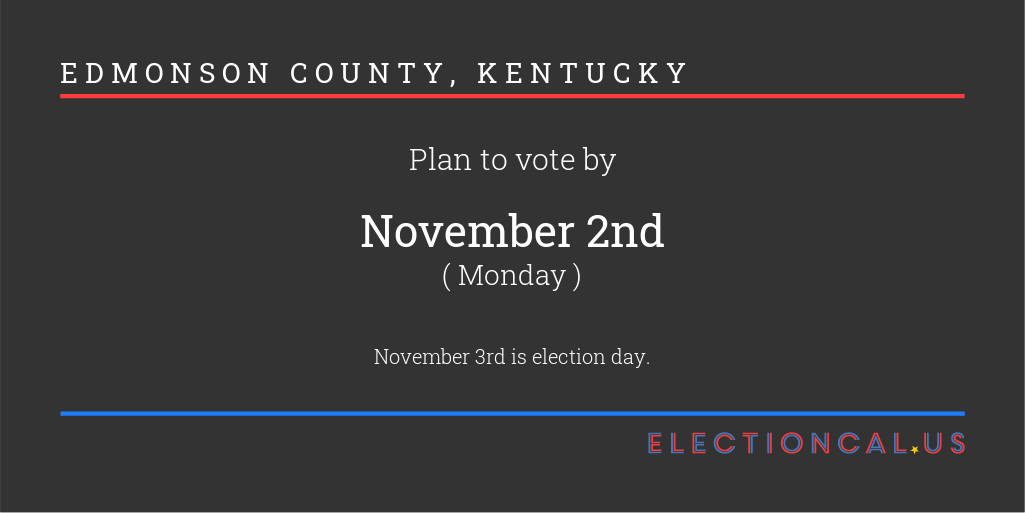 EDMONSON COUNTY, KENTUCKY
Plan to vote by
November 2nd
( Monday )
November 3rd is election day.
ELECTIONCAL.US